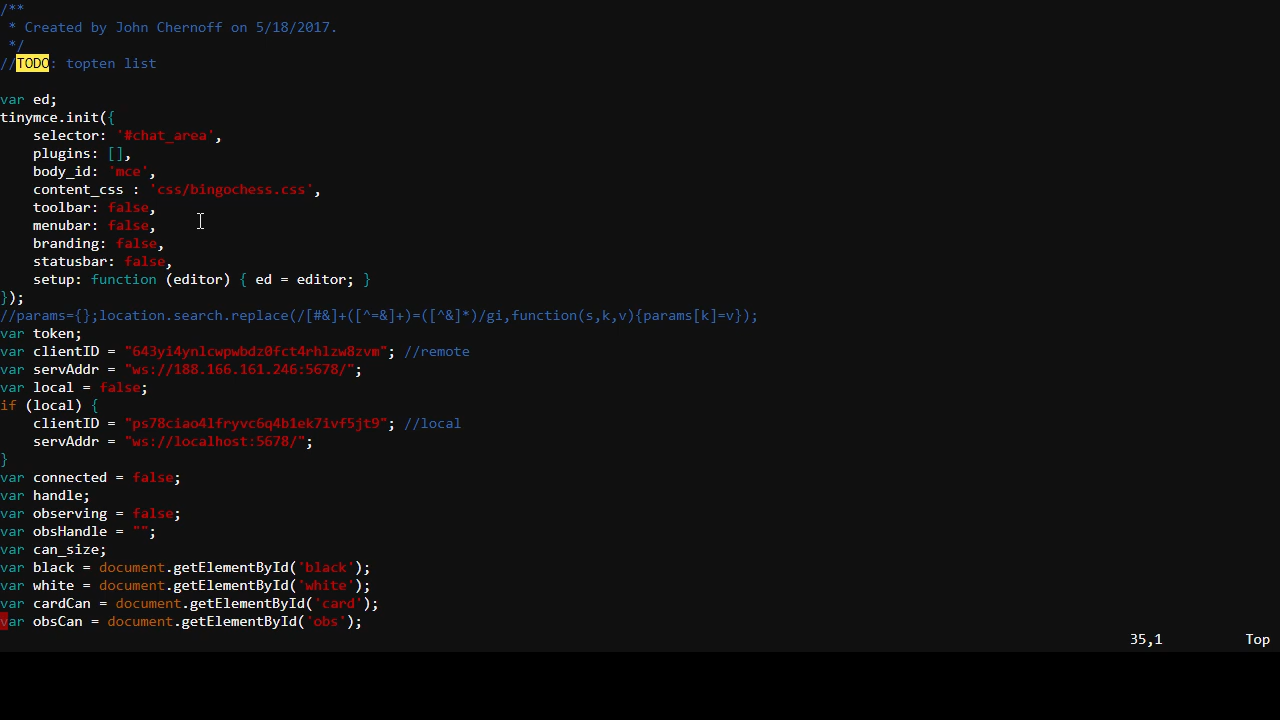 /**
 * Created by John Chernoff on 5/18/2017.
 */
//TODO: topten list
var ed;
tinymce.init({
    selector: '#chat_area',
    plugins: [],
    body_id: 'mce',
    content_css : 'css/bingochess.css',
    toolbar: false,
    menubar: false,
    branding: false,
    statusbar: false,
    setup: function (editor) { ed = editor; }
});
//params={};location.search.replace(/[#&]+([^=&]+)=([^&]*)/gi,function(s,k,v){params[k]=v});
var token;
var clientID = "643yi4ynlcwpwbdz0fct4rhlzw8zvm"; //remote
var servAddr = "ws://188.166.161.246:5678/";
var local = false;
if (local) {
    clientID = "ps78ciao4lfryvc6q4b1ek7ivf5jt9"; //local
    servAddr = "ws://localhost:5678/";
}
var connected = false;
var handle;
var observing = false;
var obsHandle = "";
var can_size;
var black = document.getElementById('black');
var white = document.getElementById('white');
var cardCan = document.getElementById('card');
var obsCan = document.getElementById('obs');
35,1 Top